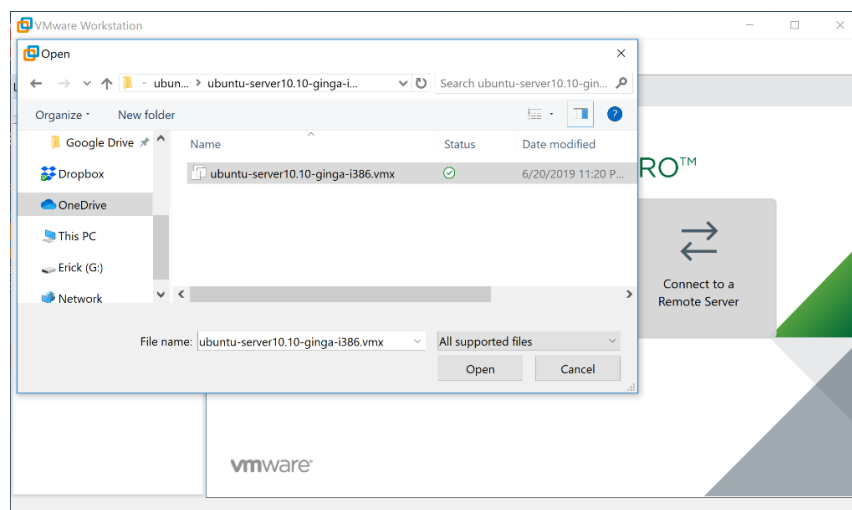 VMware Workstation
Open
ubun... > ubuntu-server10.10-ginga-i...
Search ubuntu-server10.10-gin...
Organize
New folder
Name
Status
Date modified
Google Drive
Dropbox
OneDrive
This PC
Erick (G:)
Network
ubuntu-server10.10-ginga-i386.vmx
6/20/2019 11:20 P...
RO™
Connect to a
Remote Server
File name: ubuntu-server10.10-ginga-i386.vmx
All supported files
Open
Cancel
vmware®